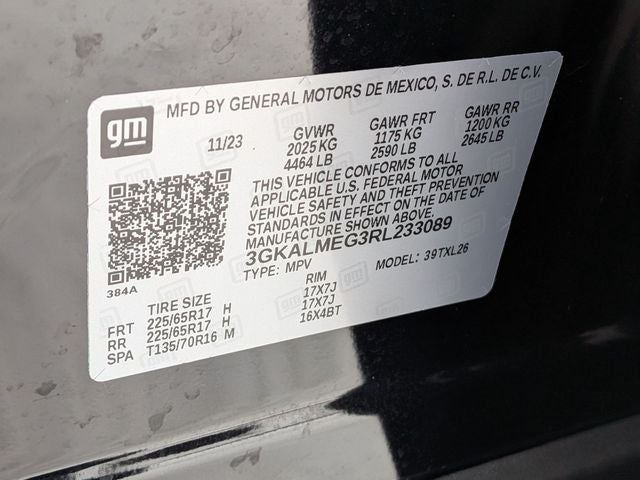 gm
MFD BY GENERAL MOTORS DE MEXICO, S. DE R.L. DE C.V.
11/23 GVWR GAWR FRT GAWR RR
2025 KG 1175 KG 1200 KG
4464 LB 2590 LB 2645 LB
THIS VEHICLE CONFORMS TO ALL
APPLICABLE U.S. FEDERAL MOTOR
VEHICLE SAFETY AND THEFT PREVENTION
STANDARDS IN EFFECT ON THE DATE OF
MANUFACTURE SHOWN ABOVE.
3GKALMEG3RL233089
TYPE: MPV MODEL: 39TXL26
384A
TIRE SIZE RIM
FRT 225/65R17 H 17X7J
RR 225/65R17 H 17X7J
SPA T135/70R16 M 16X4BT